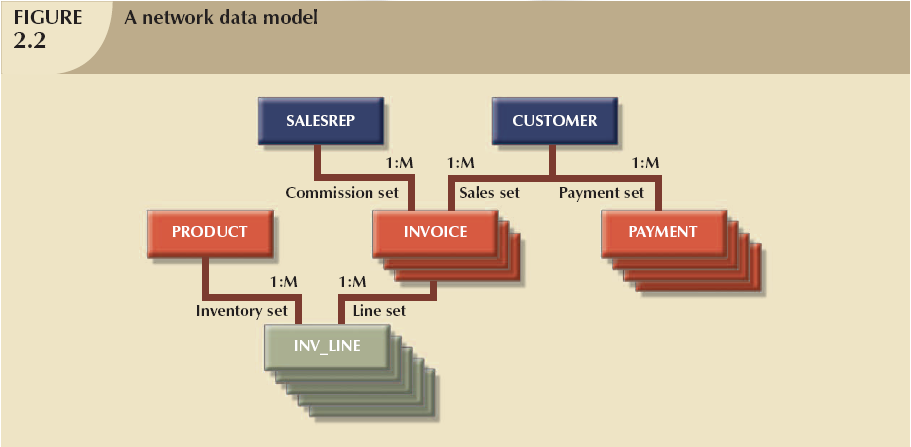 FIGURE
2.2
A network data model
SALESREP
CUSTOMER
1:M
1:M
1:M
Commission set
Sales set
Payment set
PRODUCT
INVOICE
PAYMENT
1:M
1:M
Inventory set
Line set
INV_LINE